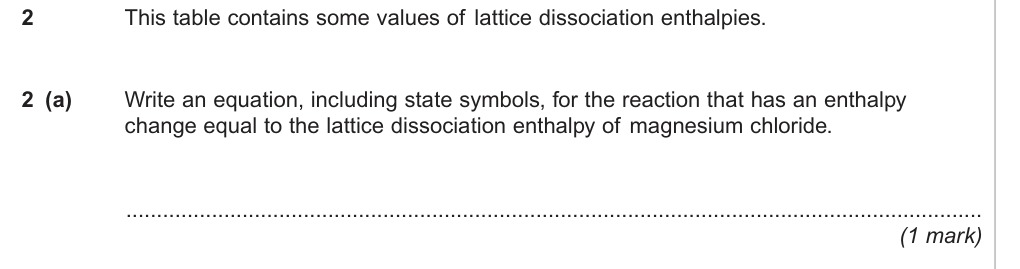 2 This table contains some values of lattice dissociation enthalpies.
2 (a) Write an equation, including state symbols, for the reaction that has an enthalpy
change equal to the lattice dissociation enthalpy of magnesium chloride.
..........................................................................................................................................
(1 mark)